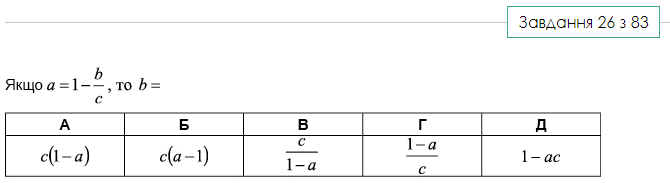 Завдання 26 з 83
Якщо a = 1 − b/c, то b =
А Б В Г Д
c(1−a) c(a−1) c/(1−a) (1−a)/c 1−ac